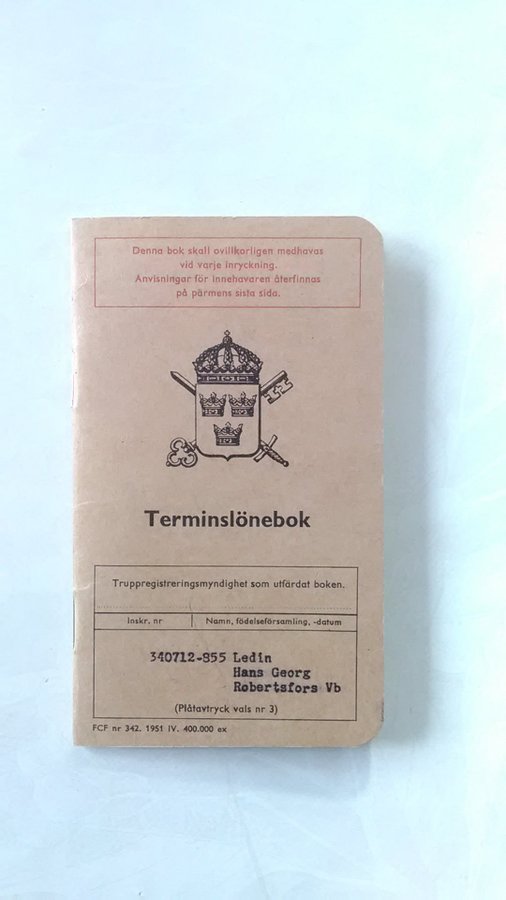 Denna bok skall ovillkorligen medhavas
vid varje inryckning.
Anvisningar för innehavaren återfinnas
på pärmens sista sida.
Terminslönebok
Truppregistreringsmyndighet som utfärdat boken.
Inskr. nr Namn, födelseförsamling, -datum
340712-855 Ledin
Hans Georg
Robertsfors Vb
(Plåtavtryck vals nr 3)
FCF nr 342. 1951 IV. 400.000 ex